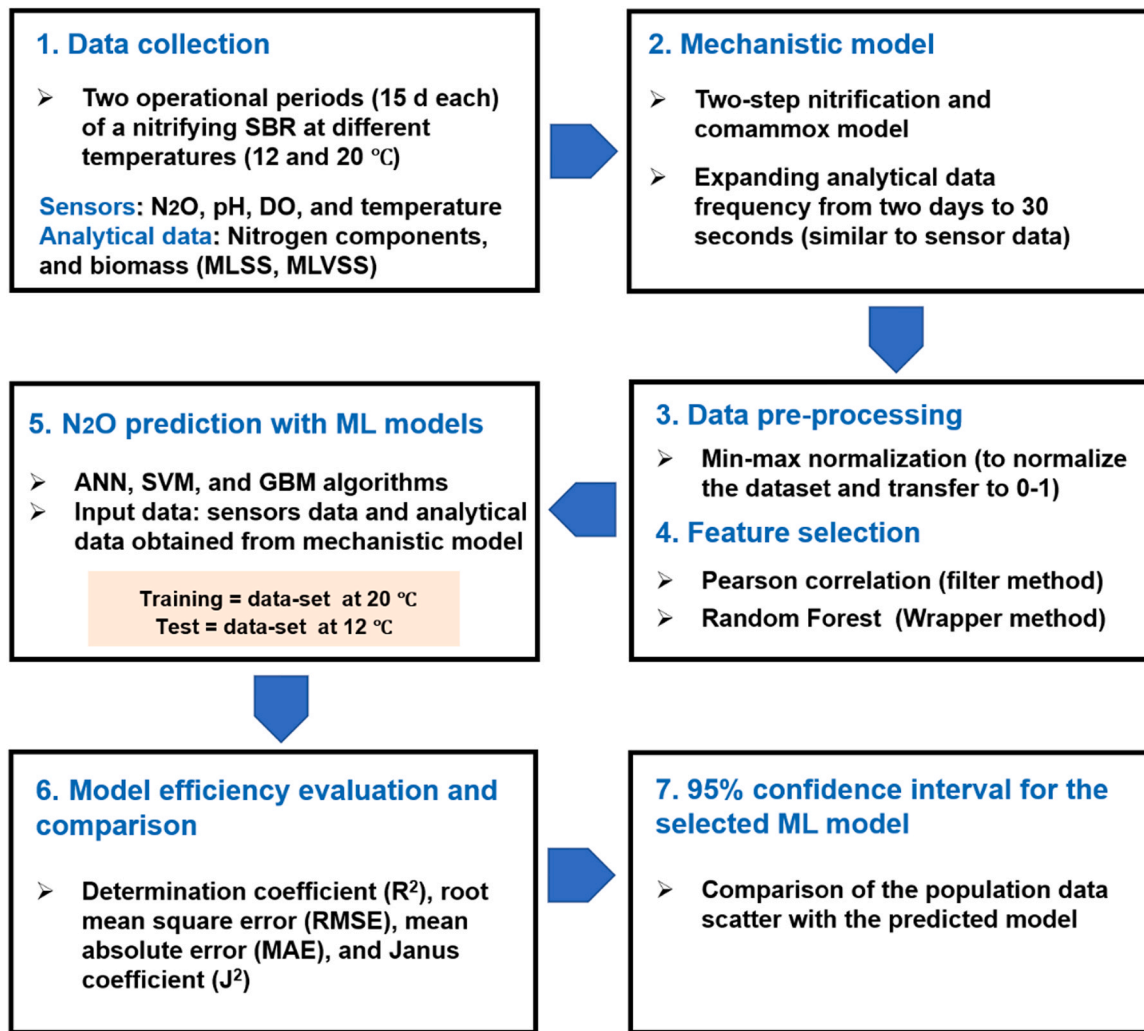 1. Data collection
➢ Two operational periods (15 d each)
of a nitrifying SBR at different
temperatures (12 and 20 ℃)
Sensors: N2O, pH, DO, and temperature
Analytical data: Nitrogen components,
and biomass (MLSS, MLVSS)
2. Mechanistic model
➢ Two-step nitrification and
comammox model
➢ Expanding analytical data
frequency from two days to 30
seconds (similar to sensor data)
3. Data pre-processing
➢ Min-max normalization (to normalize
the dataset and transfer to 0-1)
4. Feature selection
➢ Pearson correlation (filter method)
➢ Random Forest (Wrapper method)
5. N2O prediction with ML models
➢ ANN, SVM, and GBM algorithms
➢ Input data: sensors data and analytical
data obtained from mechanistic model
Training = data-set at 20 ℃
Test = data-set at 12 ℃
6. Model efficiency evaluation and
comparison
➢ Determination coefficient (R²), root
mean square error (RMSE), mean
absolute error (MAE), and Janus
coefficient (J²)
7. 95% confidence interval for the
selected ML model
➢ Comparison of the population data
scatter with the predicted model